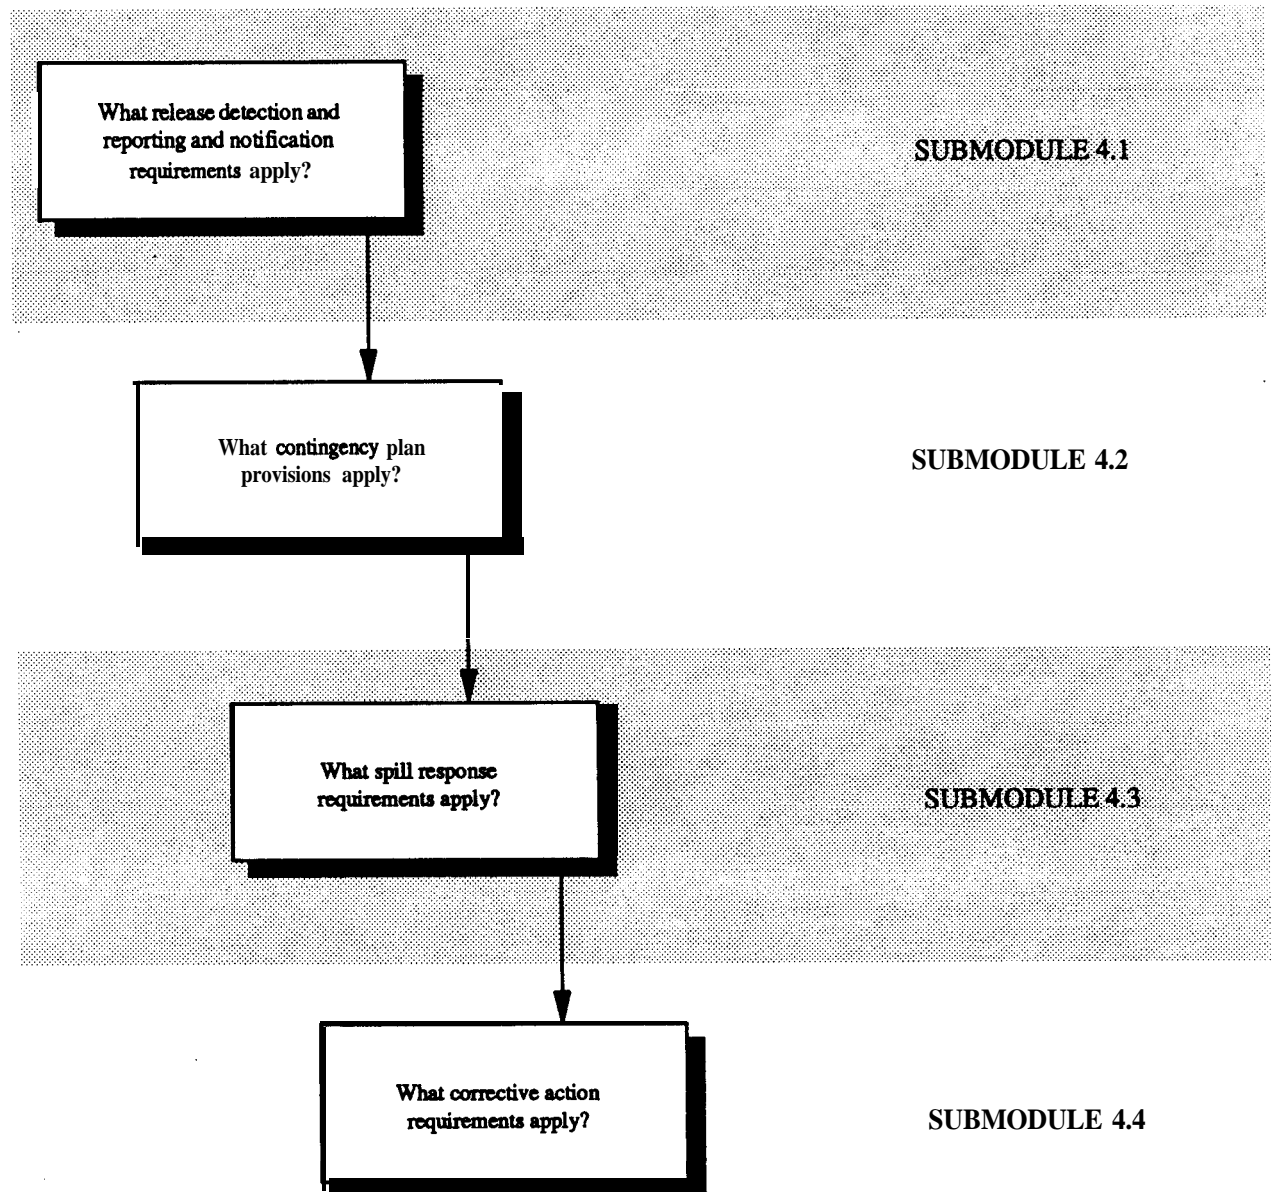 What release detection and
reporting and notification
requirements apply?
SUBMODULE 4.1
What contingency plan
provisions apply?
SUBMODULE 4.2
What spill response
requirements apply?
SUBMODULE 4.3
What corrective action
requirements apply?
SUBMODULE 4.4